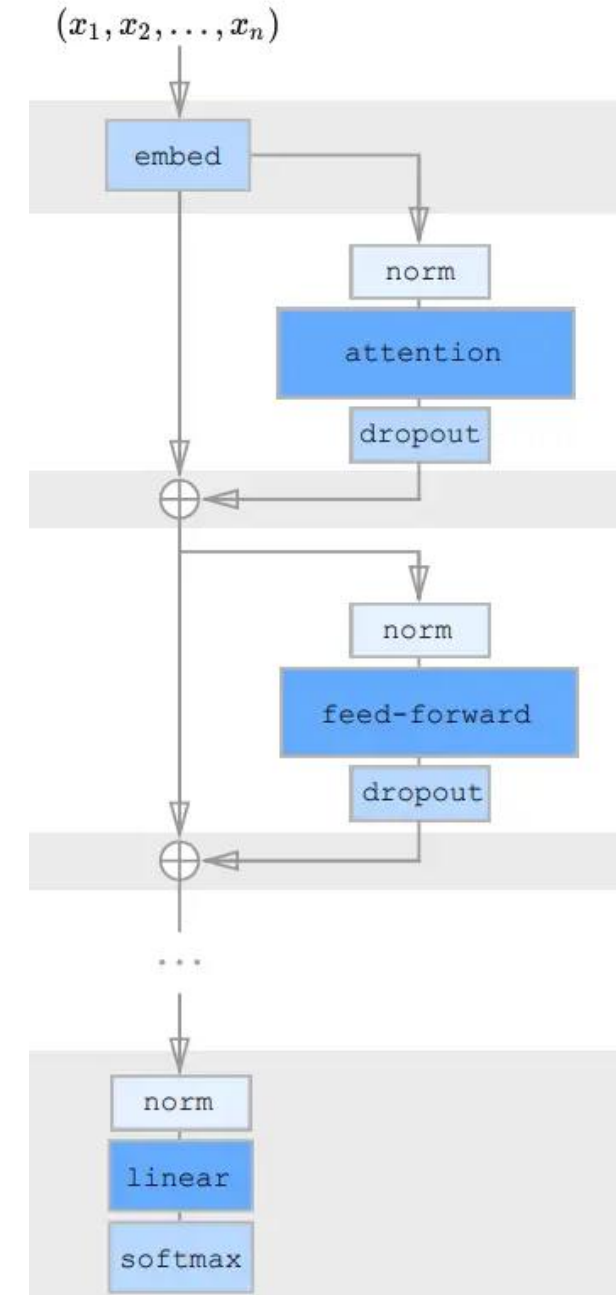 (x₁, x₂, ..., xₙ)
embed
norm
attention
dropout
norm
feed-forward
dropout
...
norm
linear
softmax